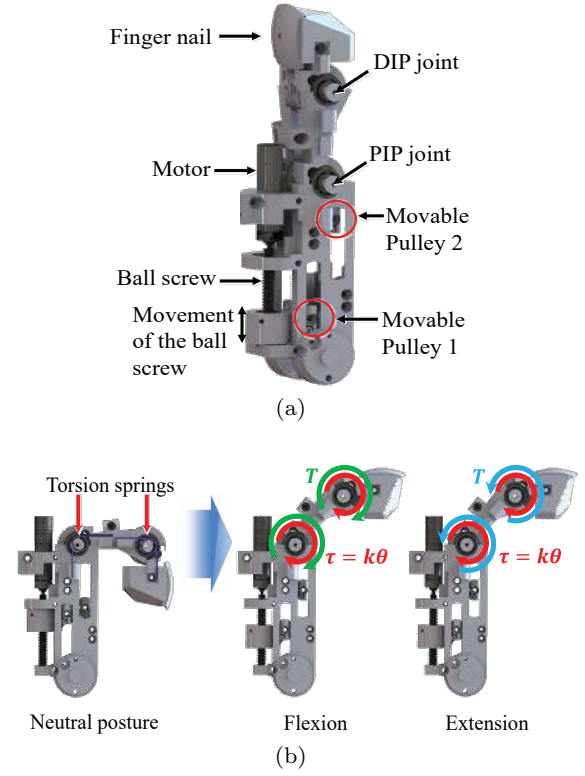 Finger nail
DIP joint
Motor
PIP joint
Movable
Pulley 2
Ball screw
Movement
of the ball
screw
Movable
Pulley 1
(a)
Torsion springs
T
τ = kθ
T
τ = kθ
Neutral posture
Flexion
Extension
(b)